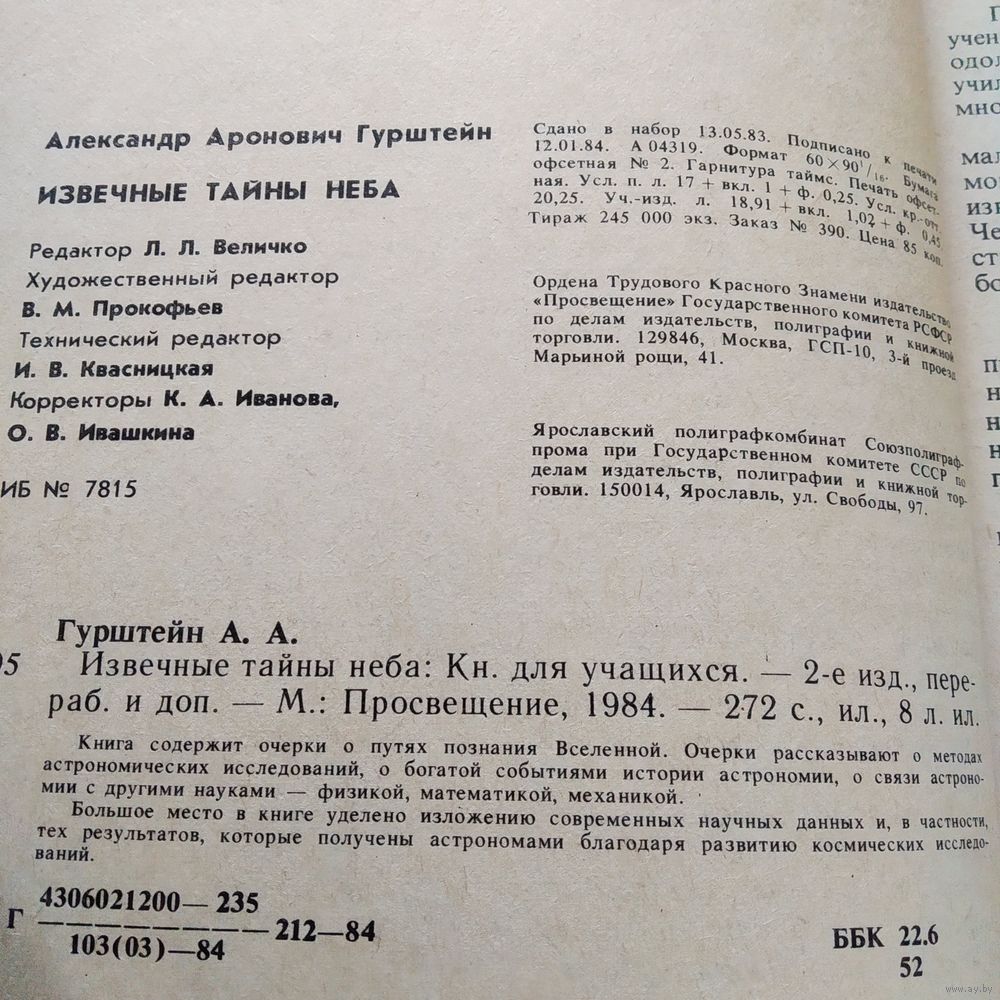 Александр Аронович Гурштейн
ИЗВЕЧНЫЕ ТАЙНЫ НЕБА
Редактор Л. Л. Величко
Художественный редактор
В. М. Прокофьев
Технический редактор
И. В. Квасницкая
Корректоры К. А. Иванова,
О. В. Ивашкина
ИБ № 7815
Сдано в набор 13.05.83. Подписано к печати
12.01.84. А 04319. Формат 60 × 90 1/16. Бумага
офсетная № 2. Гарнитура таймс. Печать офсет-
ная. Усл. п. л. 17 + вкл. 1 + ф. 0,25. Усл. кр.-отт.
20,25. Уч.-изд. л. 18,91 + вкл. 1,02 + ф. 0,45
Тираж 245 000 экз. Заказ № 390. Цена 85 коп.
Ордена Трудового Красного Знамени издательство
«Просвещение» Государственного комитета РСФСР
по делам издательств, полиграфии и книжной
торговли. 129846, Москва, ГСП-10, 3-й проезд
Марьиной рощи, 41.
Ярославский полиграфкомбинат Союзполиграф-
прома при Государственном комитете СССР по
делам издательств, полиграфии и книжной тор-
говли. 150014, Ярославль, ул. Свободы, 97.
Гурштейн А. А.
95 Извечные тайны неба: Кн. для учащихся. — 2-е изд., пере-
раб. и доп. — М.: Просвещение, 1984. — 272 с., ил., 8 л. ил.
Книга содержит очерки о путях познания Вселенной. Очерки рассказывают о методах
астрономических исследований, о богатой событиями истории астрономии, о связи астроно-
мии с другими науками — физикой, математикой, механикой.
Большое место в книге уделено изложению современных научных данных и, в частности,
тех результатов, которые получены астрономами благодаря развитию космических исследо-
ваний.
Г 4306021200—235
103(03)—84
212—84
ББК 22.6
52
www.ay.by